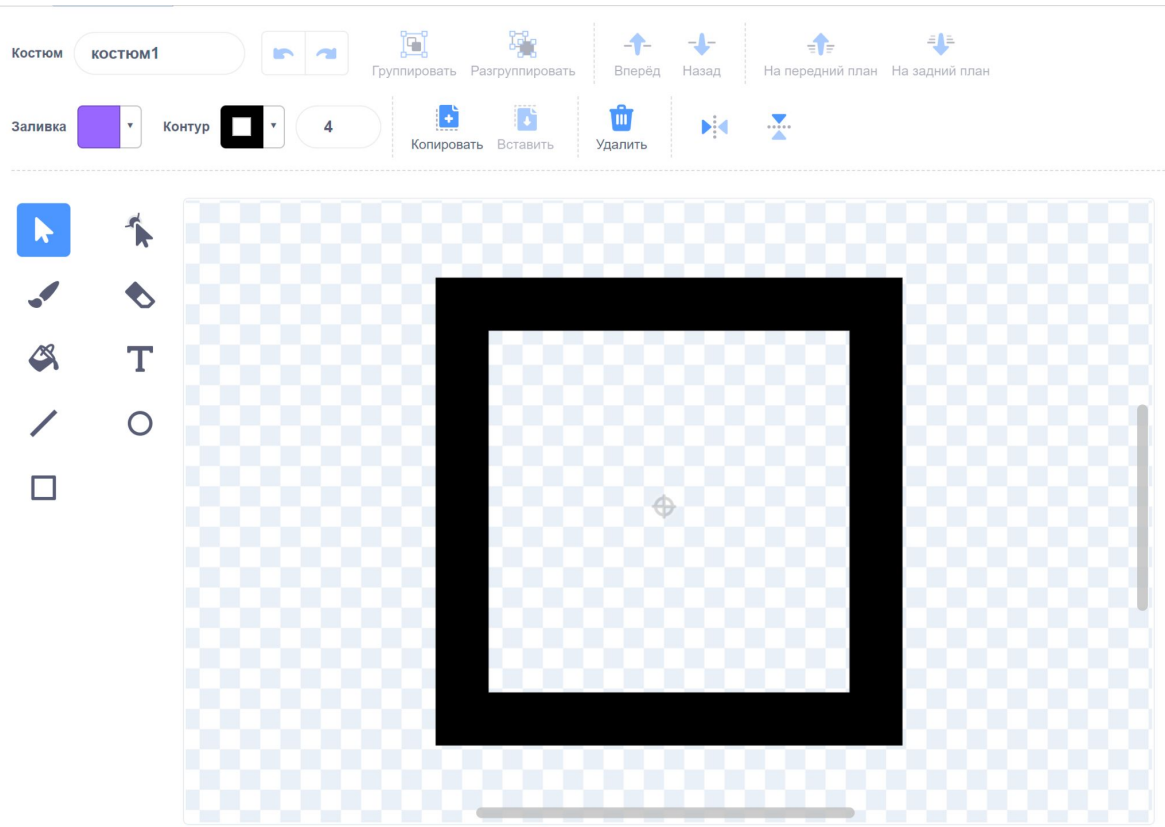 Костюм костюм1
Группировать Разгруппировать Вперёд Назад На передний план На задний план
Заливка Контур 4
Копировать Вставить Удалить
T